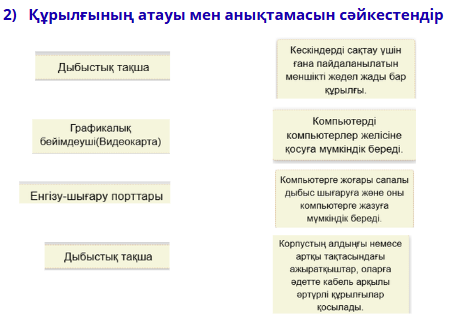 2) Құрылғының атауы мен анықтамасын сәйкестендір
Дыбыстық тақша
Кескіндерді сақтау үшін
ғана пайдаланылатын
меншікті жедел жады бар
құрылғы.
Графикалық
бейімдеуші(Видеокарта)
Компьютерді
компьютерлер желісіне
қосуға мүмкіндік береді.
Енгізу-шығару порттары
Компьютерге жоғары сапалы
дыбыс шығаруға және оны
компьютерге жазуға
мүмкіндік береді.
Дыбыстық тақша
Корпустың алдыңғы немесе
артқы тақтасындағы
ажыратқыштар, оларға
әдетте кабель арқылы
әртүрлі құрылғылар
қосылады.